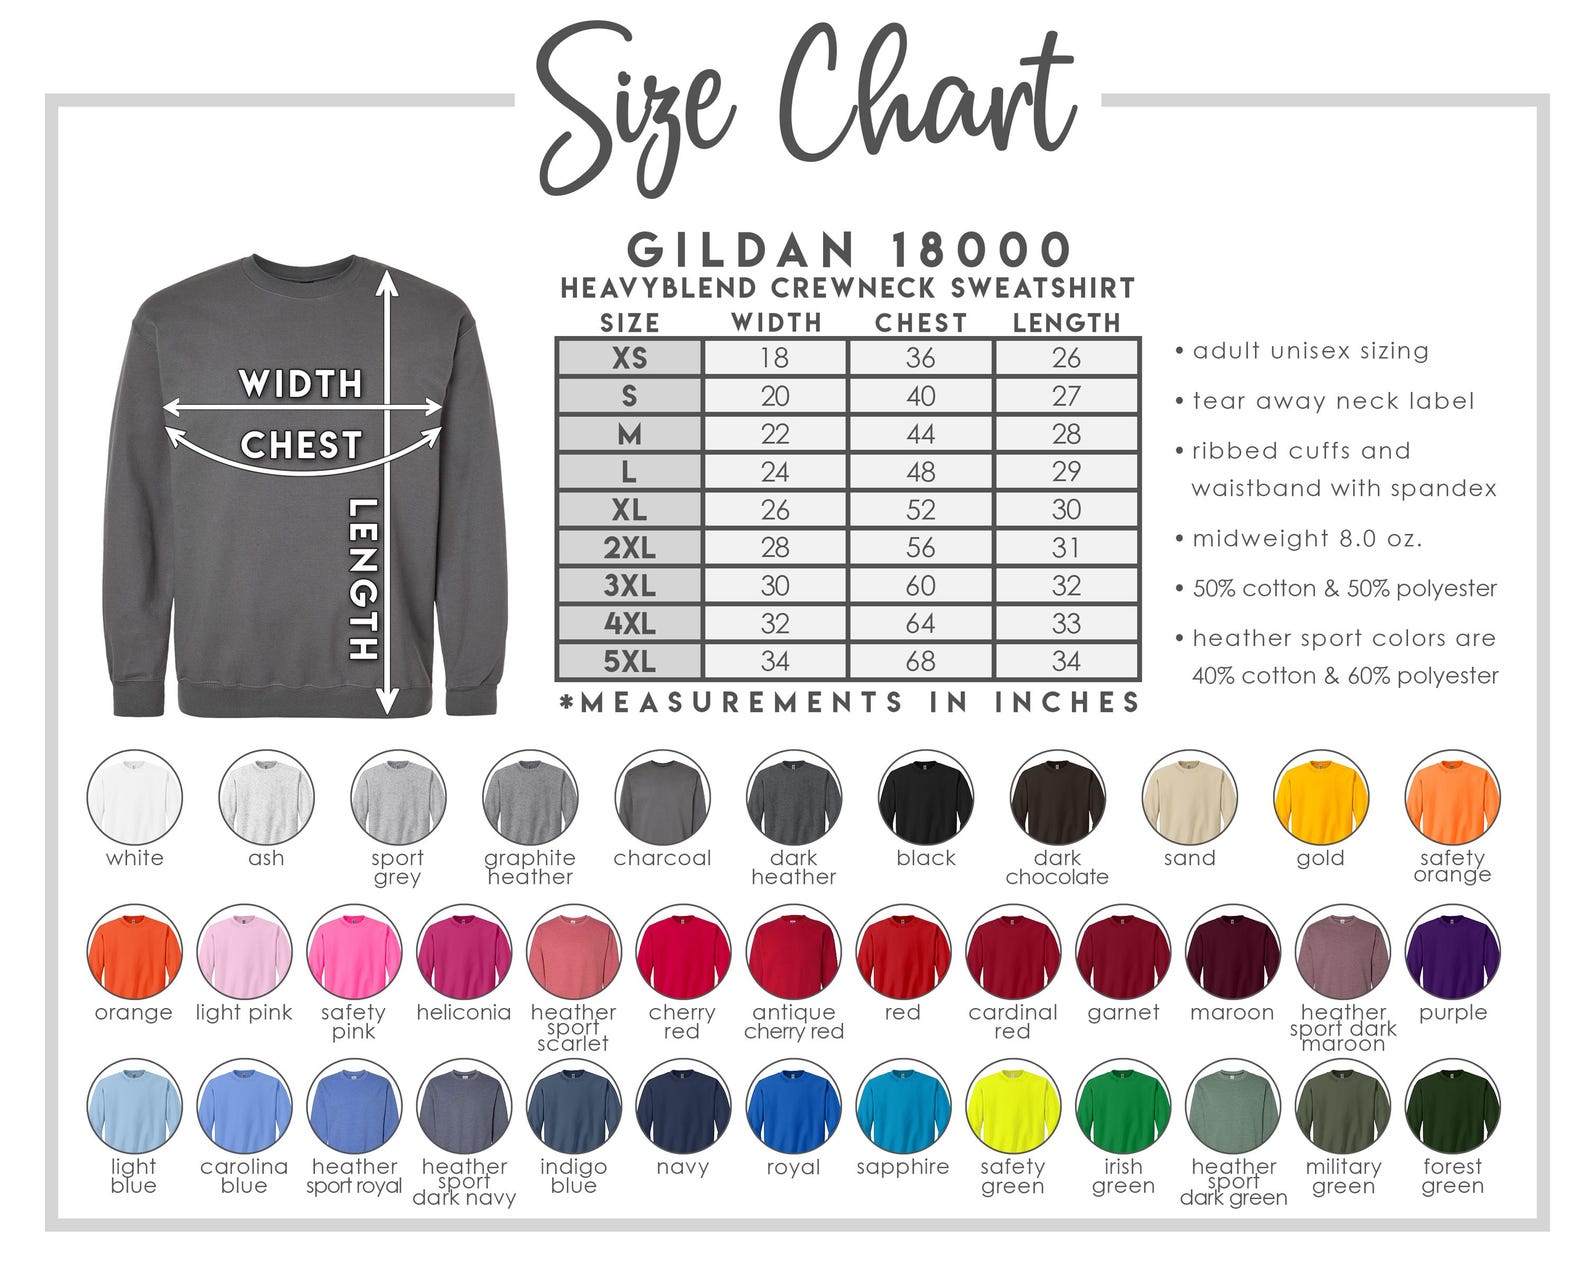 Size Chart
GILDAN 18000
HEAVYBLEND CREWNECK SWEATSHIRT
SIZE WIDTH CHEST LENGTH
XS 18 36 26
S 20 40 27
M 22 44 28
L 24 48 29
XL 26 52 30
2XL 28 56 31
3XL 30 60 32
4XL 32 64 33
5XL 34 68 34
*MEASUREMENTS IN INCHES
WIDTH
CHEST
LENGTH
• adult unisex sizing
• tear away neck label
• ribbed cuffs and
waistband with spandex
• midweight 8.0 oz.
• 50% cotton & 50% polyester
• heather sport colors are
40% cotton & 60% polyester
white
ash
sport
grey
graphite
heather
charcoal
dark
heather
black
dark
chocolate
sand
gold
safety
orange
orange
light pink
safety
pink
heliconia
heather
sport
scarlet
cherry
red
antique
cherry red
red
cardinal
red
garnet
maroon
heather
sport dark
maroon
purple
light
blue
carolina
blue
heather
sport royal
heather
sport
dark navy
indigo
blue
navy
royal
sapphire
safety
green
irish
green
heather
sport
dark green
military
green
forest
green